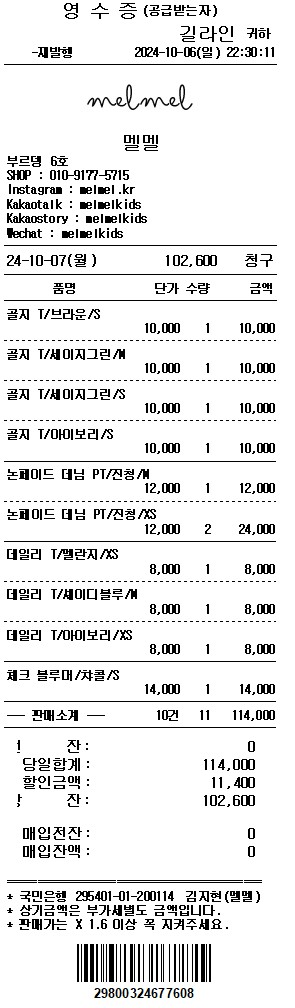 영 수 증 (공급받는자)
길라인 귀하
-재발행 2024-10-06(일) 22:30:11
melmel
멜멜
부르뎅 6호
SHOP : 010-9177-5715
Instagram : melmel.kr
Kakaotalk : melmelkids
Kakaostory : melmelkids
Wechat : melmelkids
24-10-07(월) 102,600 청구
품명 단가 수량 금액
골지 T/브라운/S
10,000 1 10,000
골지 T/세이지그린/M
10,000 1 10,000
골지 T/세이지그린/S
10,000 1 10,000
골지 T/아이보리/S
10,000 1 10,000
논페이드 데님 PT/진청/M
12,000 1 12,000
논페이드 데님 PT/진청/XS
12,000 2 24,000
데일리 T/멜란지/XS
8,000 1 8,000
데일리 T/세이디블루/M
8,000 1 8,000
데일리 T/아이보리/XS
8,000 1 8,000
체크 블루머/챠콜/S
14,000 1 14,000
── 판매소계 ── 10건 11 114,000
잔: 0
당일합계: 114,000
할인금액: 11,400
잔: 102,600
매입전잔: 0
매입잔액: 0
* 국민은행 295401-01-200114 김지현(멜멜)
* 상기금액은 부가세별도 금액입니다.
* 판매가는 X 1.6 이상 꼭 지켜주세요.
29800324677608